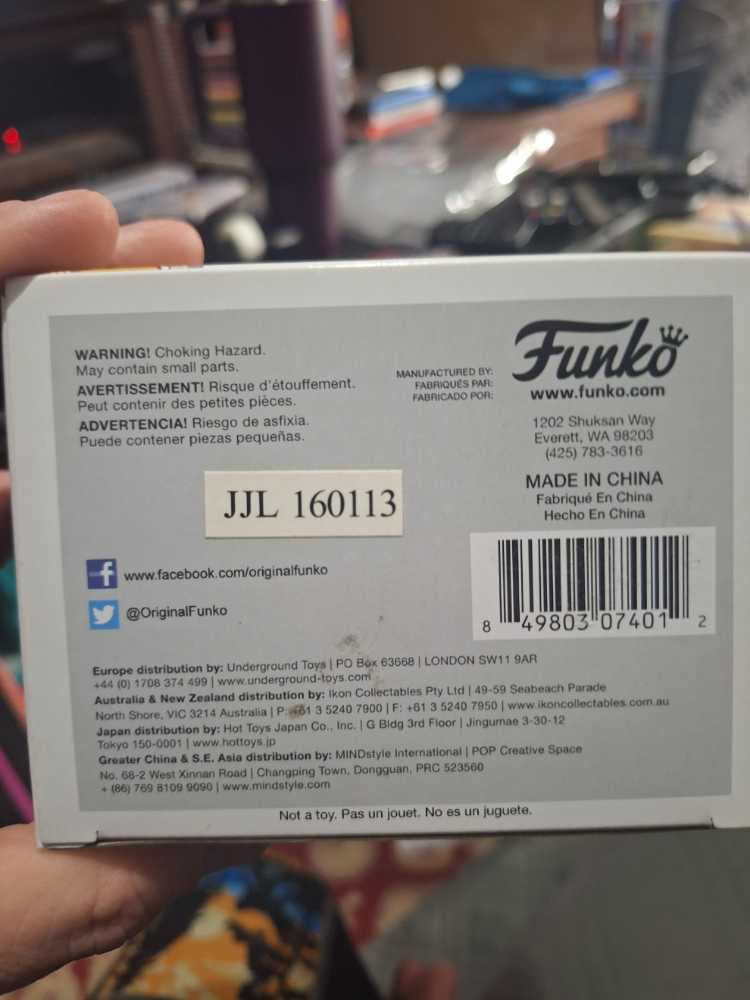 WARNING! Choking Hazard.
May contain small parts.
AVERTISSEMENT! Risque d'étouffement.
Peut contenir des petites pièces.
ADVERTENCIA! Riesgo de asfixia.
Puede contener piezas pequeñas.
MANUFACTURED BY:
FABRIQUÉS PAR:
FABRICADO POR:
Funko
www.funko.com
1202 Shuksan Way
Everett, WA 98203
(425) 783-3616
MADE IN CHINA
Fabriqué En China
Hecho En China
JJL 160113
f www.facebook.com/originalfunko
@OriginalFunko
8 49803 07401 2
Europe distribution by: Underground Toys | PO Box 63668 | LONDON SW11 9AR
+44 (0) 1708 374 499 | www.underground-toys.com
Australia & New Zealand distribution by: Ikon Collectables Pty Ltd | 49-59 Seabeach Parade
North Shore, VIC 3214 Australia | P: +61 3 5240 7900 | F: +61 3 5240 7950 | www.ikoncollectables.com.au
Japan distribution by: Hot Toys Japan Co., Inc. | G Bldg 3rd Floor | Jingumae 3-30-12
Tokyo 150-0001 | www.hottoys.jp
Greater China & S.E. Asia distribution by: MINDstyle International | POP Creative Space
No. 68-2 West Xinnan Road | Changping Town, Dongguan, PRC 523560
+ (86) 769 8109 9090 | www.mindstyle.com
Not a toy. Pas un jouet. No es un juguete.